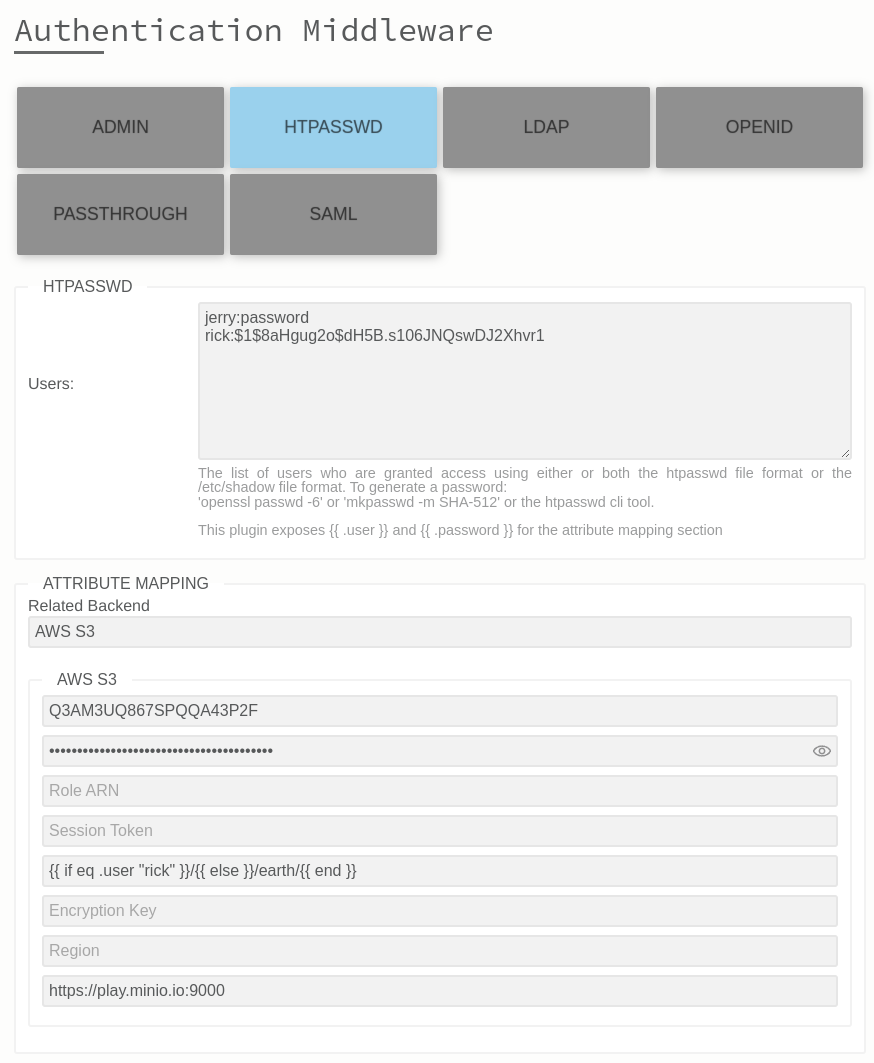 Authentication Middleware
ADMIN
HTPASSWD
LDAP
OPENID
PASSTHROUGH
SAML
HTPASSWD
Users:
jerry:password
rick:$1$8aHgug2o$dH5B.s106JNQswDJ2Xhvr1
The list of users who are granted access using either or both the htpasswd file format or the
/etc/shadow file format. To generate a password:
'openssl passwd -6' or 'mkpasswd -m SHA-512' or the htpasswd cli tool.
This plugin exposes {{ .user }} and {{ .password }} for the attribute mapping section
ATTRIBUTE MAPPING
Related Backend
AWS S3
AWS S3
Q3AM3UQ867SPQQA43P2F
••••••••••••••••••••••••••••••••••••••••
Role ARN
Session Token
{{ if eq .user "rick" }}/{{ else }}/earth/{{ end }}
Encryption Key
Region
https://play.minio.io:9000